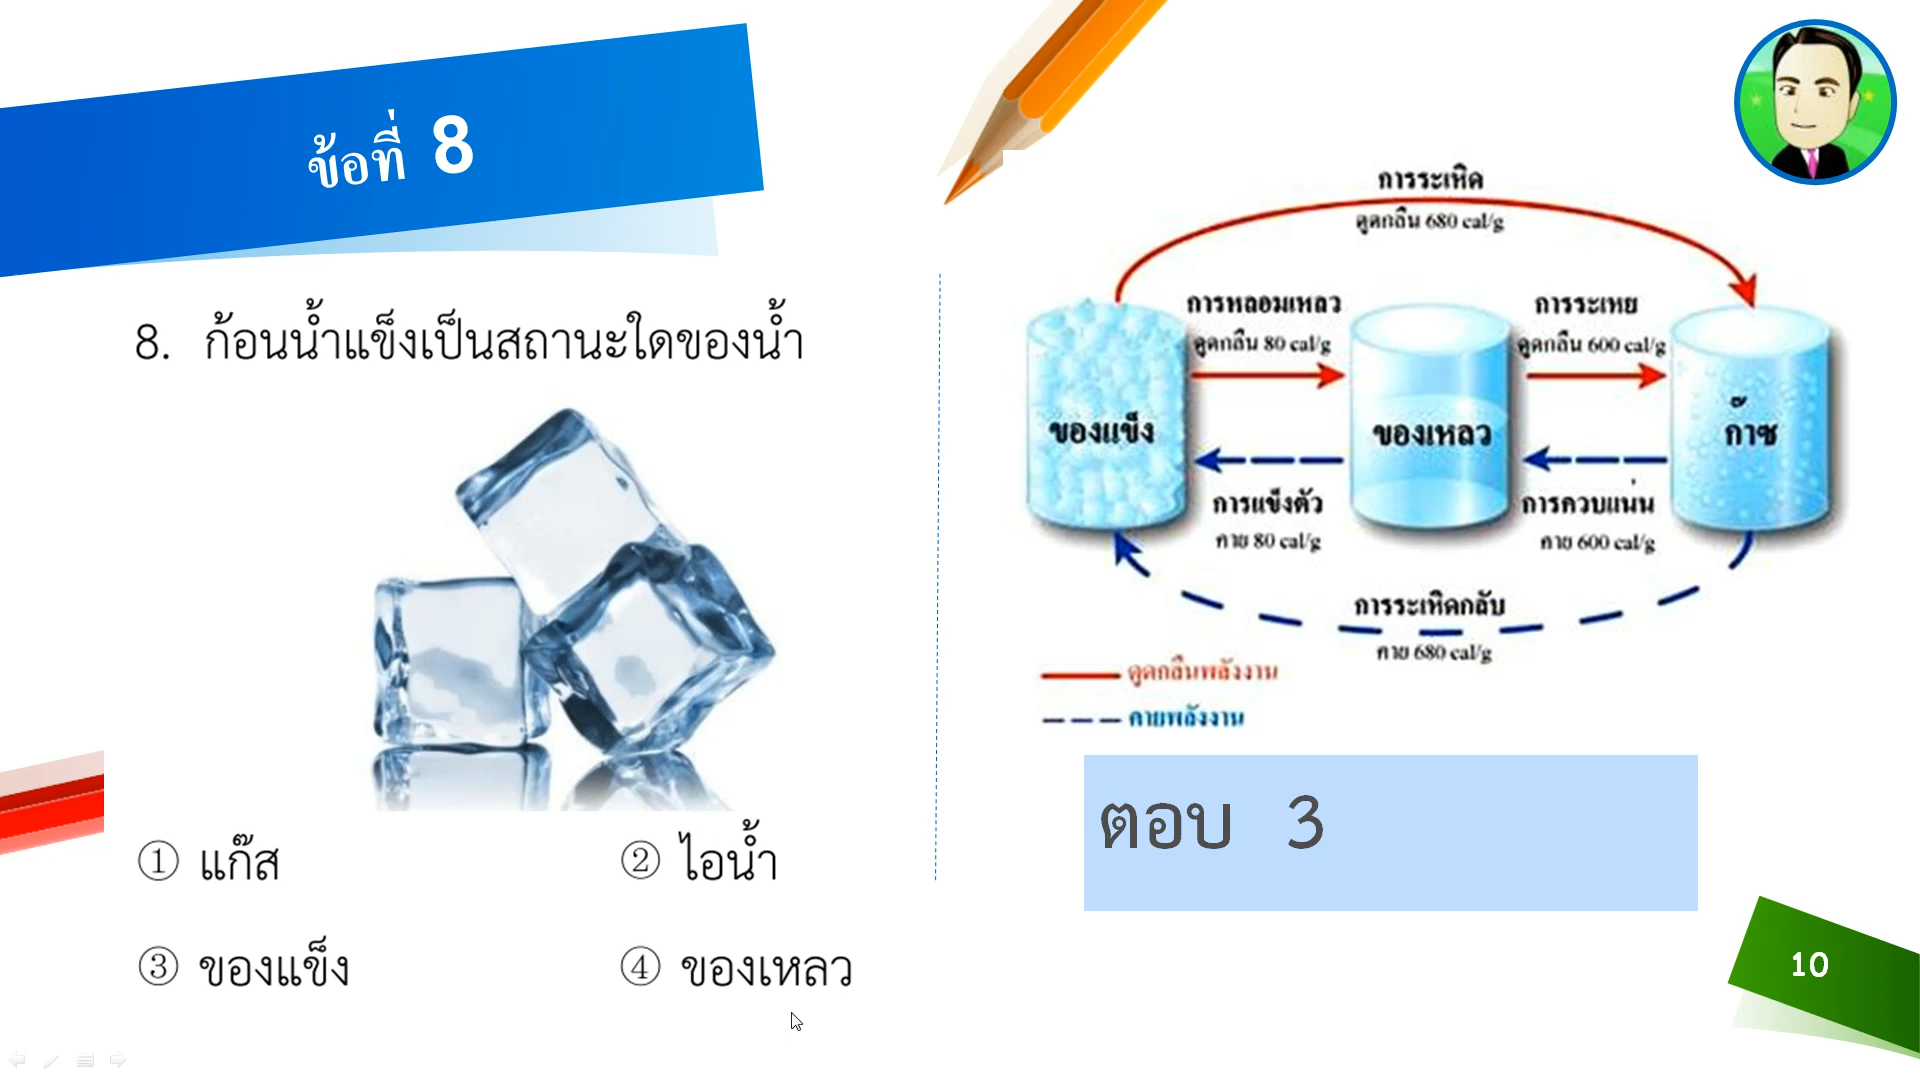 ข้อที่ 8
8. ก้อนน้ำแข็งเป็นสถานะใดของน้ำ
① แก๊ส
② ไอน้ำ
③ ของแข็ง
④ ของเหลว
การระเหิด
ดูดกลืน 680 cal/g
การหลอมเหลว
ดูดกลืน 80 cal/g
การระเหย
ดูดกลืน 600 cal/g
ของแข็ง
ของเหลว
ก๊าซ
การแข็งตัว
คาย 80 cal/g
การควบแน่น
คาย 600 cal/g
การระเหิดกลับ
คาย 680 cal/g
ดูดกลืนพลังงาน
คายพลังงาน
ตอบ 3
10